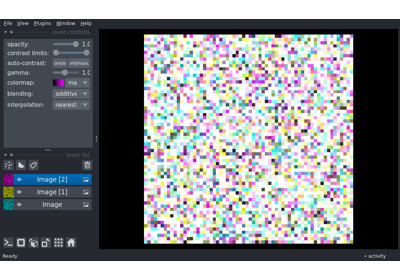 File View Plugins Window Help
layer controls
opacity: 1.0
contrast limits:
auto-contrast: once
gamma: 1.0
colormap: ma
blending: additive
interpolation: nearest
layer list
Image [2]
Image [1]
Image
Ready
activity